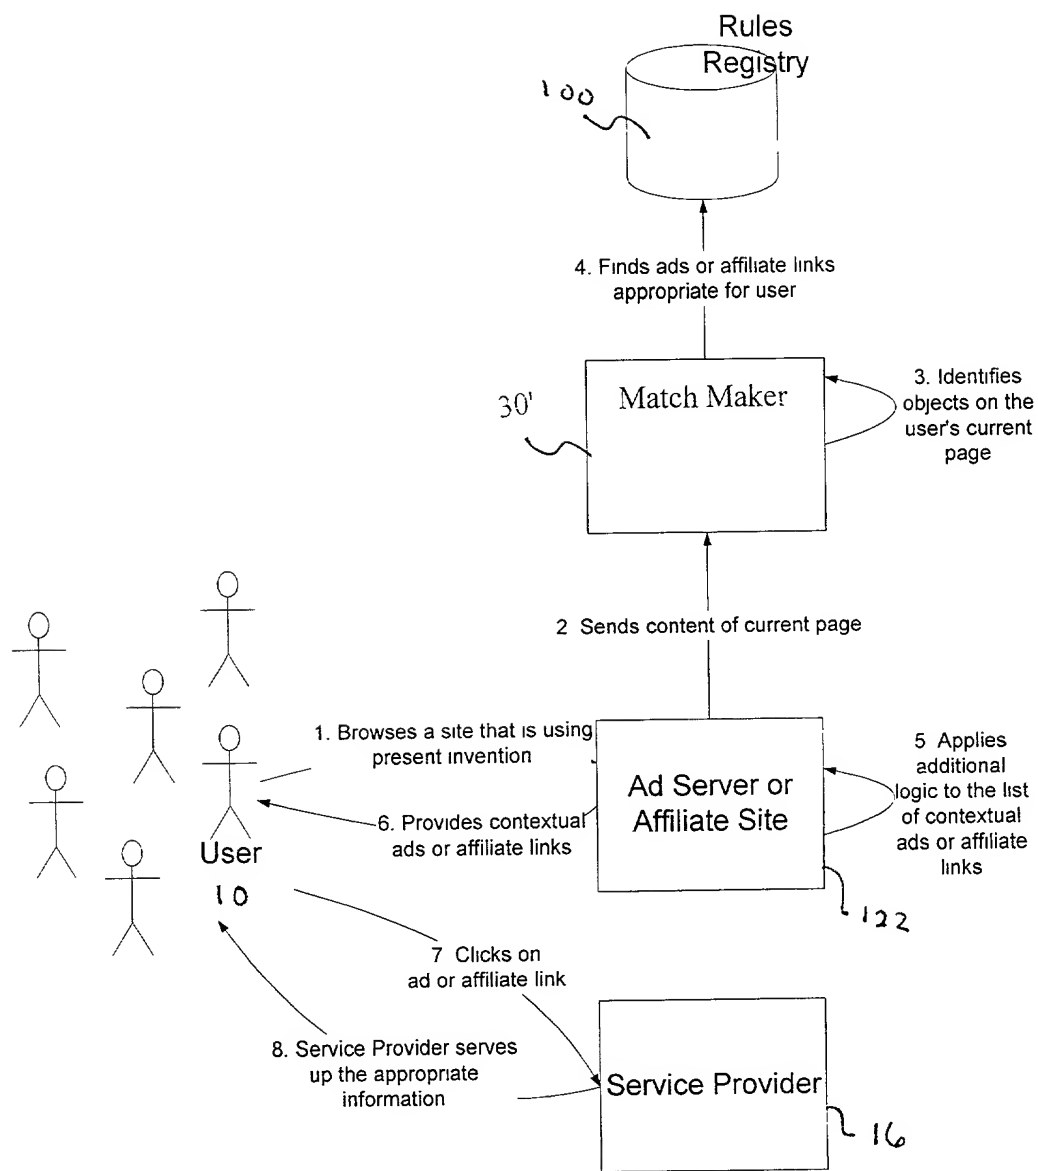 Rules
Registry
100
4. Finds ads or affiliate links
appropriate for user
Match Maker
30'
3. Identifies
objects on the
user's current
page
2 Sends content of current page
1. Browses a site that is using
present invention
Ad Server or
Affiliate Site
5 Applies
additional
logic to the list
of contextual
ads or affiliate
links
6. Provides contextual
ads or affiliate links
User
10
122
7 Clicks on
ad or affiliate link
8. Service Provider serves
up the appropriate
information
Service Provider
16